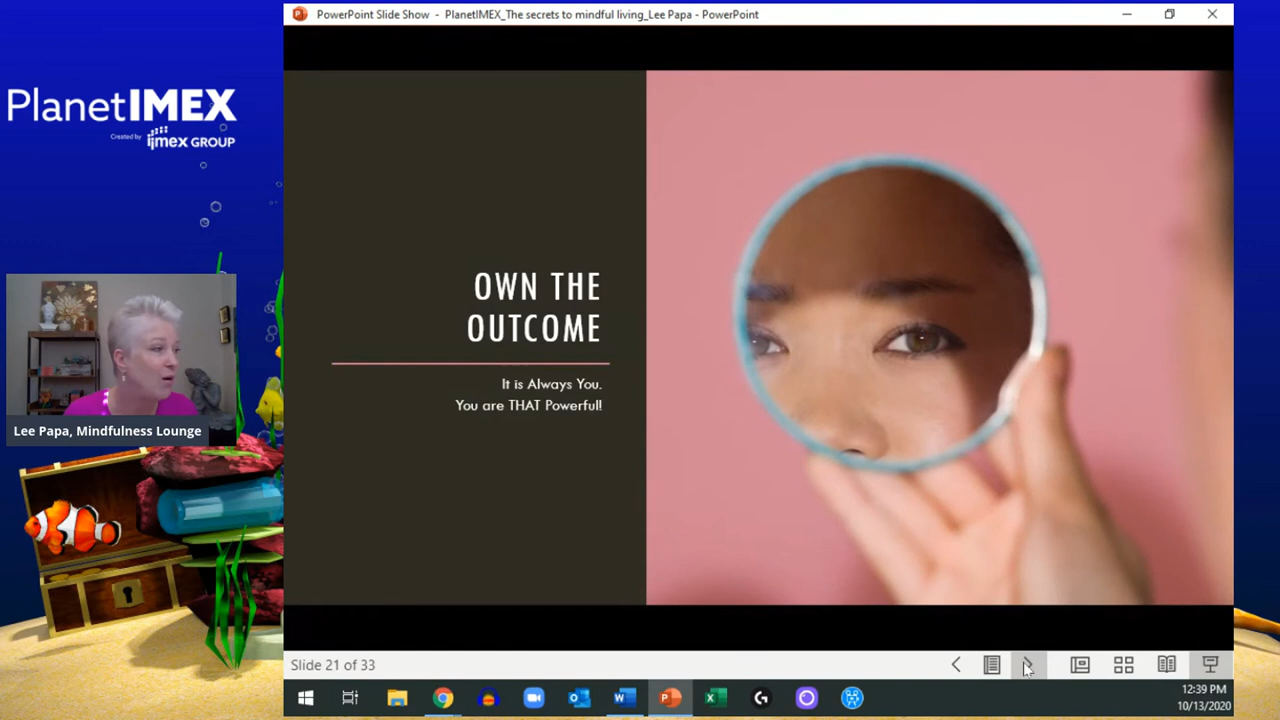 PowerPoint Slide Show - PlanetIMEX_The secrets to mindful living_Lee Papa - PowerPoint
PlanetIMEX
Created by imex GROUP
OWN THE
OUTCOME
It is Always You.
You are THAT Powerful!
Lee Papa, Mindfulness Lounge
Slide 21 of 33
12:39 PM
10/13/2020